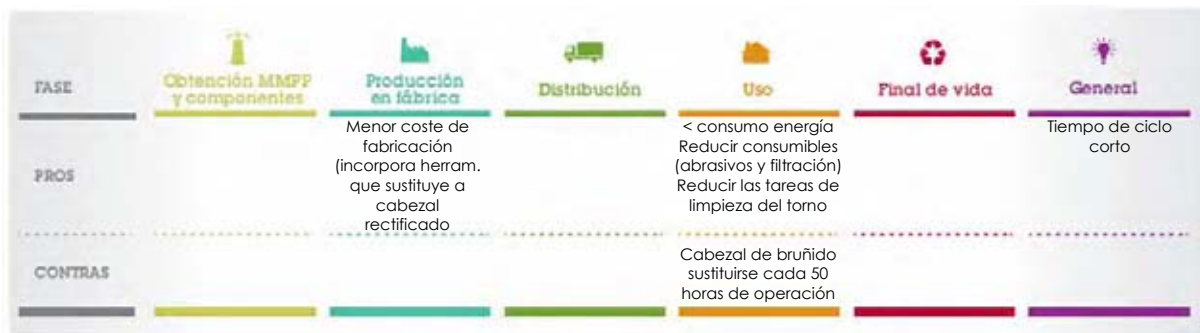 FASE
Obtención MMPP
y componentes
Producción
en fábrica
Distribución
Uso
Final de vida
General
PROS
Menor coste de
fabricación
(incorpora herram.
que sustituye a
cabezal
rectificado
< consumo energía
Reducir consumibles
(abrasivos y filtración)
Reducir las tareas de
limpieza del torno
Tiempo de ciclo
corto
CONTRAS
Cabezal de bruñido
sustituirse cada 50
horas de operación